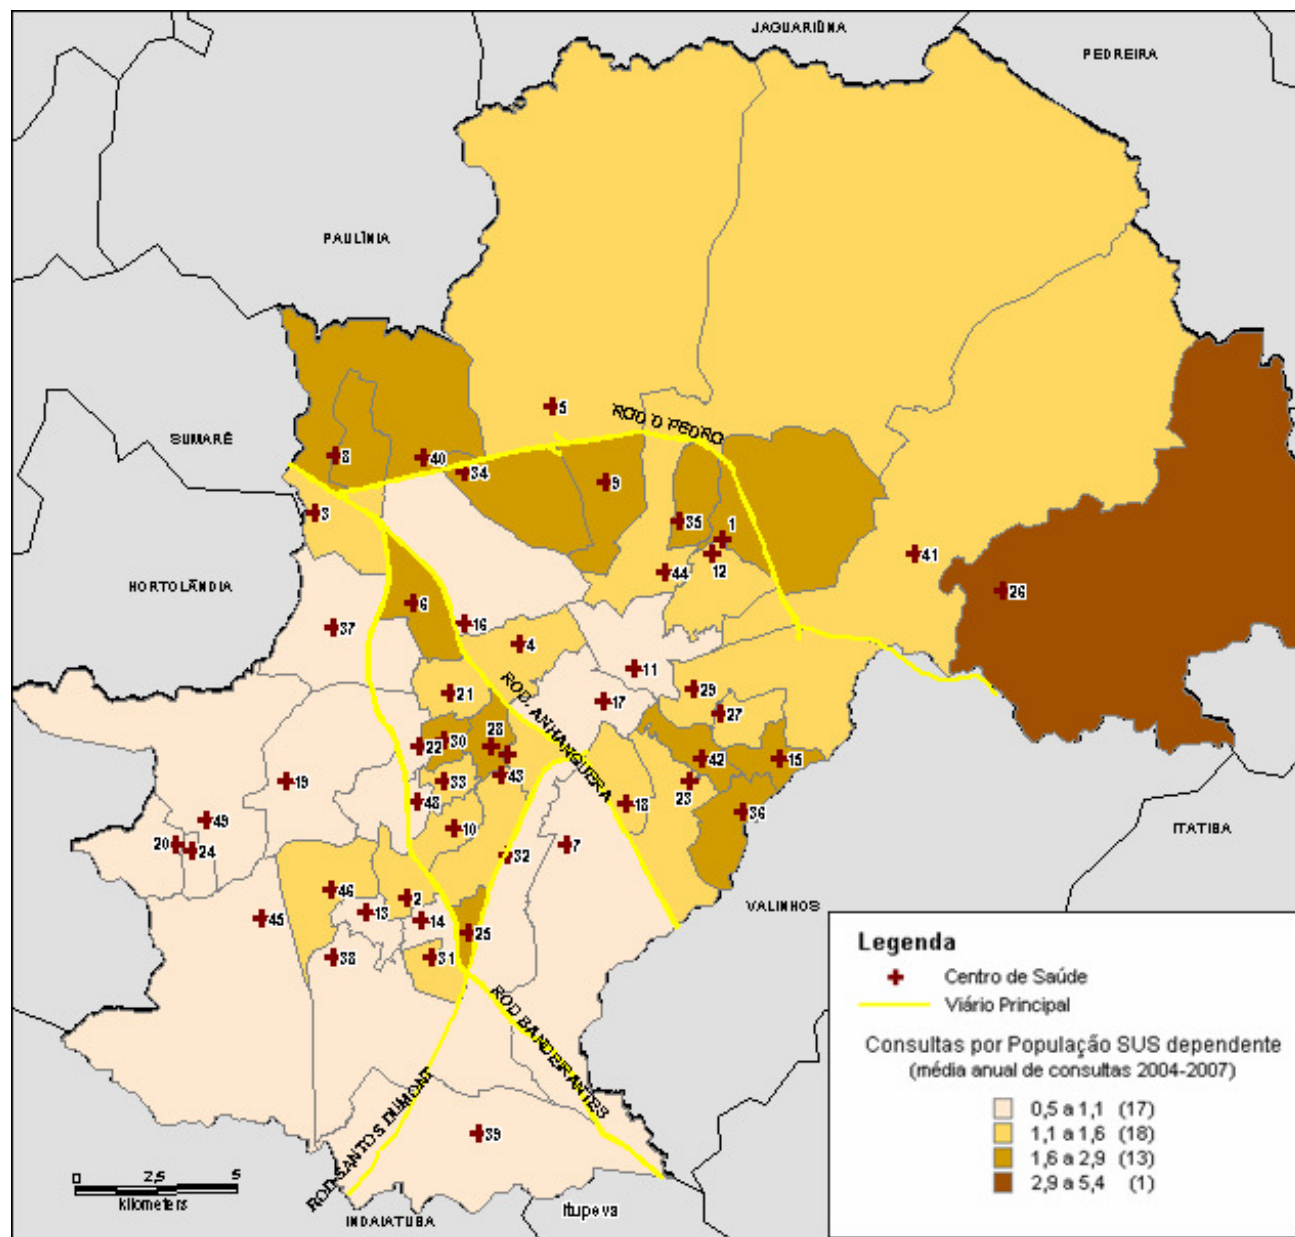 JAGUARIÚNA
PEDREIRA
PAULÍNIA
SUMARÉ
HORTOLÂNDIA
ROD D PEDRO
5
8
40
34
9
3
35
1
12
44
41
26
6
37
16
4
11
21
17
29
27
ROD. ANHANGUERA
22
30
28
42
15
43
33
23
19
48
18
36
49
10
20
24
32
7
ITATIBA
46
2
13
14
45
25
38
31
VALINHOS
ROD BANDEIRANTES
ROD SANTOS DUMONT
39
INDAIATUBA
Itupeva
0 2,5 5
kilometers
Legenda
Centro de Saúde
Viário Principal
Consultas por População SUS dependente
(média anual de consultas 2004-2007)
0,5 a 1,1 (17)
1,1 a 1,6 (18)
1,6 a 2,9 (13)
2,9 a 5,4 (1)